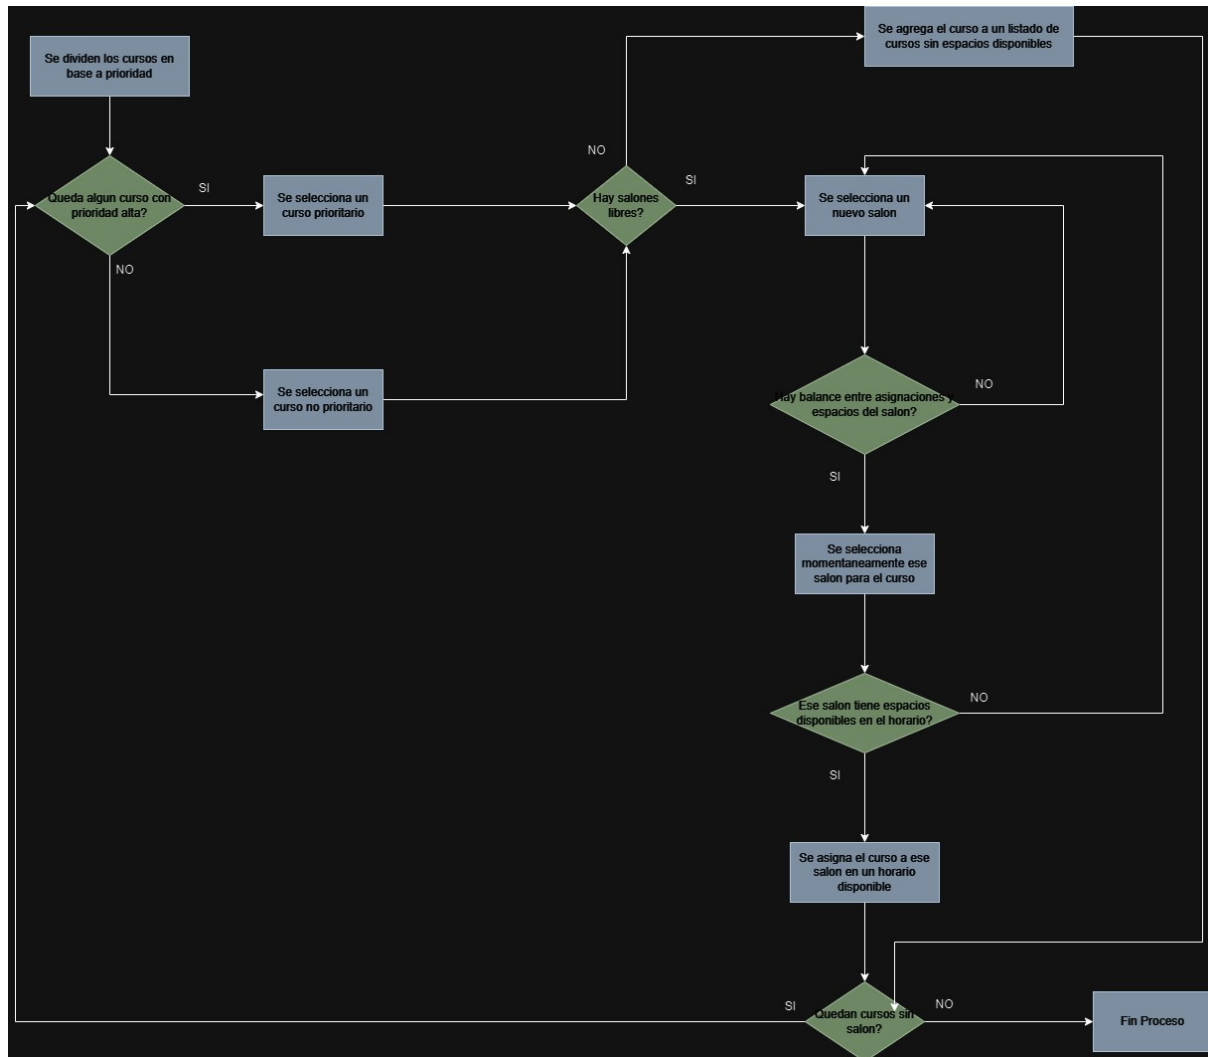 Se dividen los cursos en
base a prioridad
Queda algun curso con
prioridad alta?
SI
NO
Se selecciona un
curso prioritario
Se selecciona un
curso no prioritario
Hay salones
libres?
NO
SI
Se agrega el curso a un listado de
cursos sin espacios disponibles
Se selecciona un
nuevo salon
Hay balance entre asignaciones y
espacios del salon?
NO
SI
Se selecciona
momentaneamente ese
salon para el curso
Ese salon tiene espacios
disponibles en el horario?
NO
SI
Se asigna el curso a ese
salon en un horario
disponible
Quedan cursos sin
salon?
SI
NO
Fin Proceso